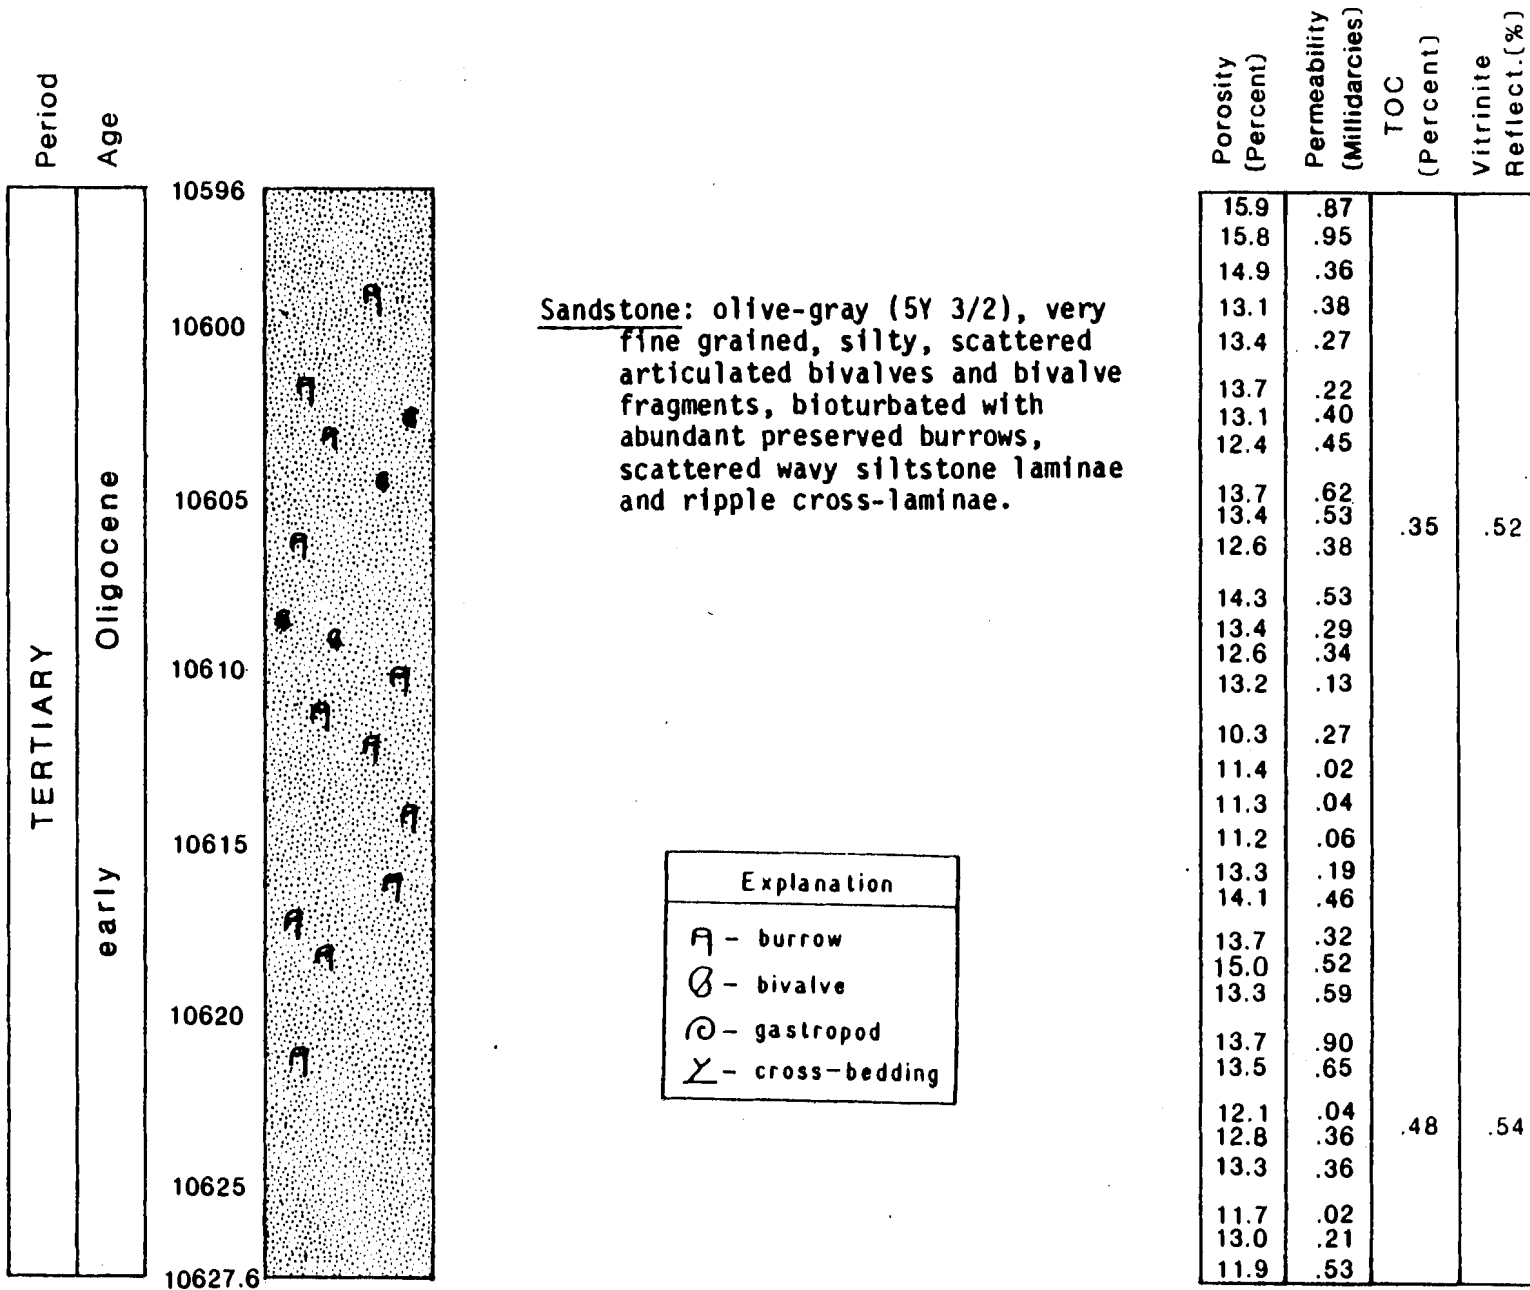 Period
Age
Porosity
(Percent)
Permeability
(Millidarcies)
TOC
(Percent)
Vitrinite
Reflect.(%)
TERTIARY
early Oligocene
10596
10600
10605
10610
10615
10620
10625
10627.6
Sandstone: olive-gray (5Y 3/2), very
fine grained, silty, scattered
articulated bivalves and bivalve
fragments, bioturbated with
abundant preserved burrows,
scattered wavy siltstone laminae
and ripple cross-laminae.
Explanation
- burrow
- bivalve
- gastropod
- cross-bedding
15.9 .87
15.8 .95
14.9 .36
13.1 .38
13.4 .27
13.7 .22
13.1 .40
12.4 .45
13.7 .62
13.4 .53 .35 .52
12.6 .38
14.3 .53
13.4 .29
12.6 .34
13.2 .13
10.3 .27
11.4 .02
11.3 .04
11.2 .06
13.3 .19
14.1 .46
13.7 .32
15.0 .52
13.3 .59
13.7 .90
13.5 .65
12.1 .04
12.8 .36 .48 .54
13.3 .36
11.7 .02
13.0 .21
11.9 .53